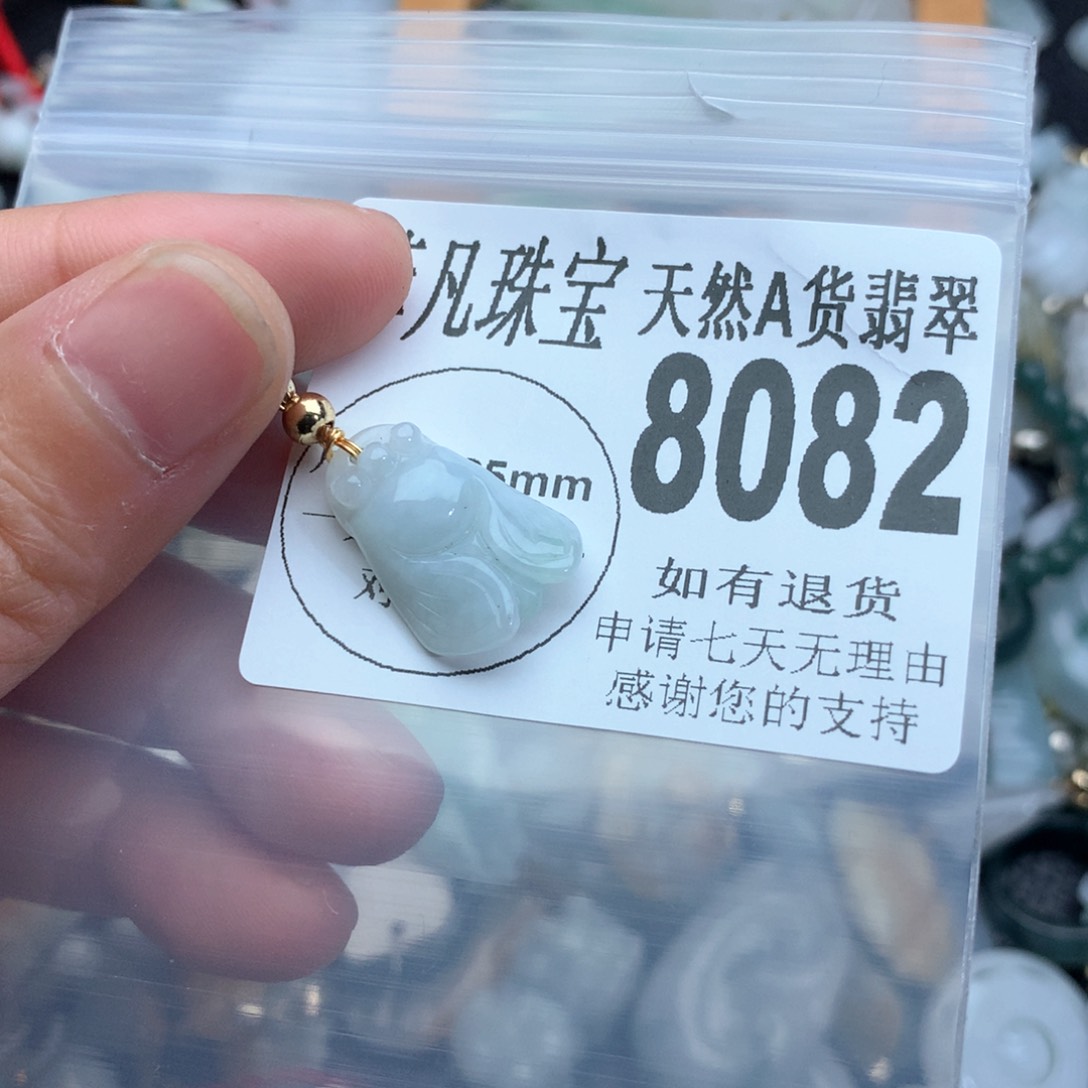 凡珠宝 天然A货翡翠
8082
5mm
如有退货
申请七天无理由
感谢您的支持